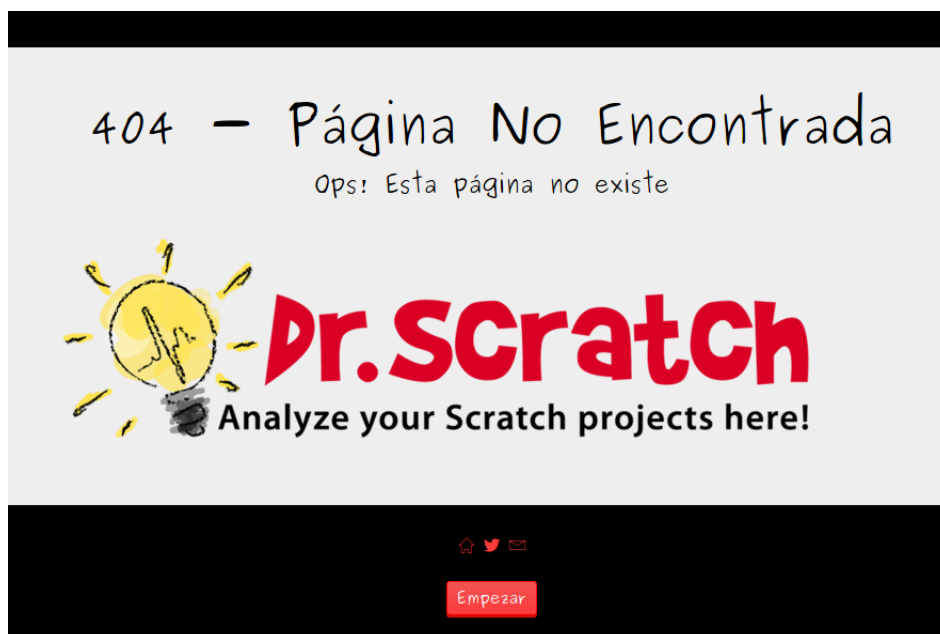 404 - Página No Encontrada
Ops! Esta página no existe
Dr.Scratch
Analyze your Scratch projects here!
Empezar